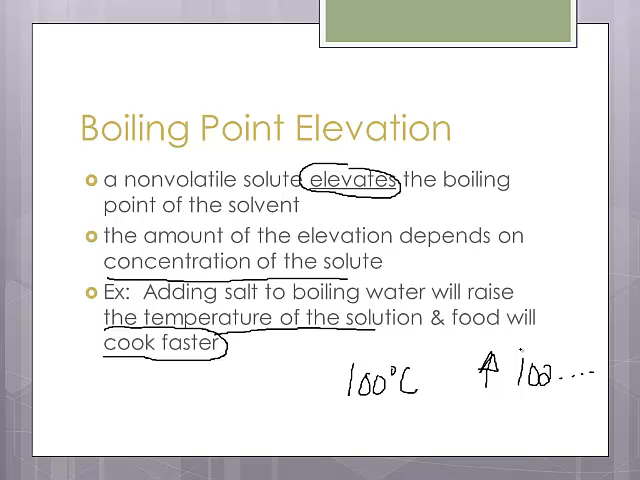 Boiling Point Elevation
a nonvolatile solute elevates the boiling
point of the solvent
the amount of the elevation depends on
concentration of the solute
Ex: Adding salt to boiling water will raise
the temperature of the solution & food will
cook faster
100°C ↑ 100....